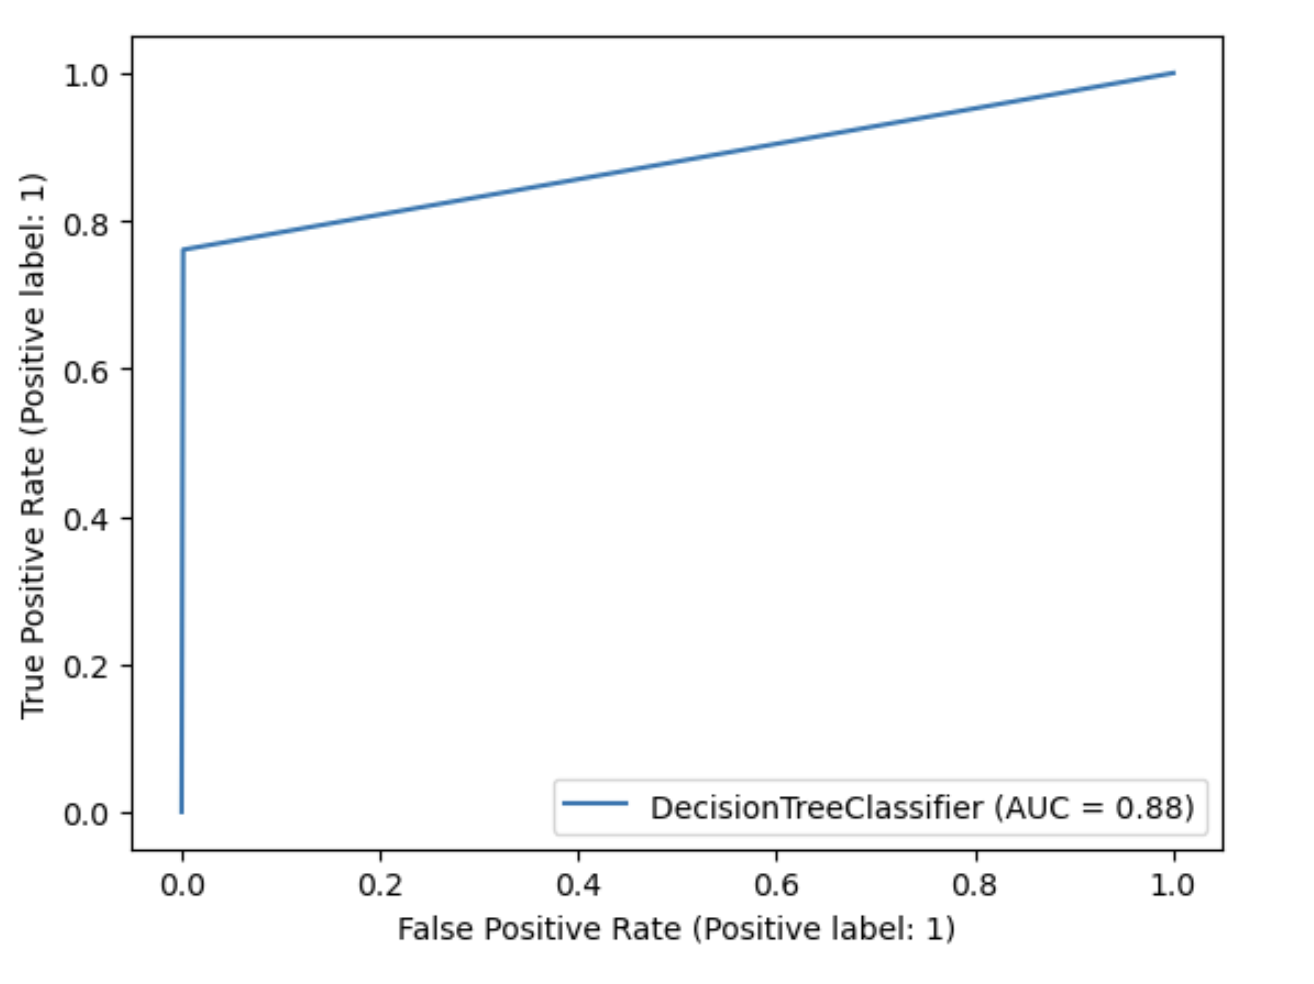 1.0
0.8
0.6
0.4
0.2
0.0
True Positive Rate (Positive label: 1)
DecisionTreeClassifier (AUC = 0.88)
0.0 0.2 0.4 0.6 0.8 1.0
False Positive Rate (Positive label: 1)